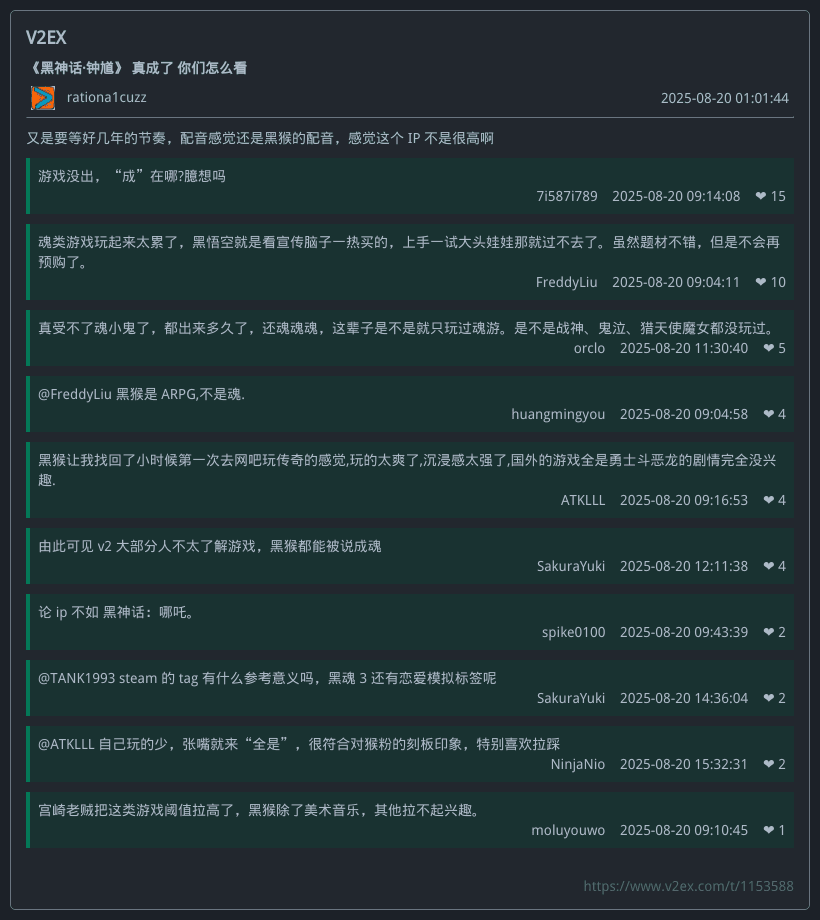 V2EX
《黑神话·钟馗》 真成了 你们怎么看
rationa1cuzz 2025-08-20 01:01:44
又是要等好几年的节奏，配音感觉还是黑猴的配音，感觉这个 IP 不是很高啊
游戏没出，“成”在哪?臆想吗
7i587i789 2025-08-20 09:14:08 ❤ 15
魂类游戏玩起来太累了，黑悟空就是看宣传脑子一热买的，上手一试大头娃娃那就过不去了。虽然题材不错，但是不会再
预购了。
FreddyLiu 2025-08-20 09:04:11 ❤ 10
真受不了魂小鬼了，都出来多久了，还魂魂魂，这辈子是不是就只玩过魂游。是不是战神、鬼泣、猎天使魔女都没玩过。
orclo 2025-08-20 11:30:40 ❤ 5
@FreddyLiu 黑猴是 ARPG,不是魂.
huangmingyou 2025-08-20 09:04:58 ❤ 4
黑猴让我找回了小时候第一次去网吧玩传奇的感觉,玩的太爽了,沉浸感太强了,国外的游戏全是勇士斗恶龙的剧情完全没兴
趣.
ATKLLL 2025-08-20 09:16:53 ❤ 4
由此可见 v2 大部分人不太了解游戏，黑猴都能被说成魂
SakuraYuki 2025-08-20 12:11:38 ❤ 4
论 ip 不如 黑神话：哪吒。
spike0100 2025-08-20 09:43:39 ❤ 2
@TANK1993 steam 的 tag 有什么参考意义吗，黑魂 3 还有恋爱模拟标签呢
SakuraYuki 2025-08-20 14:36:04 ❤ 2
@ATKLLL 自己玩的少，张嘴就来“全是”，很符合对猴粉的刻板印象，特别喜欢拉踩
NinjaNio 2025-08-20 15:32:31 ❤ 2
宫崎老贼把这类游戏阈值拉高了，黑猴除了美术音乐，其他拉不起兴趣。
moluyouwo 2025-08-20 09:10:45 ❤ 1
https://www.v2ex.com/t/1153588